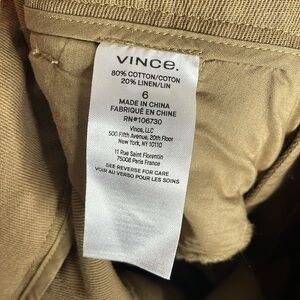 VINCE.
80% COTTON/COTON
20% LINEN/LIN
6
MADE IN CHINA
FABRIQUÉ EN CHINE
RN#106730
Vince, LLC
500 Fifth Avenue, 20th Floor
New York, NY 10110
11 Rue Saint Florentin
75008 Paris France
SEE REVERSE FOR CARE
VOIR AU VERSO POUR LES SOINS